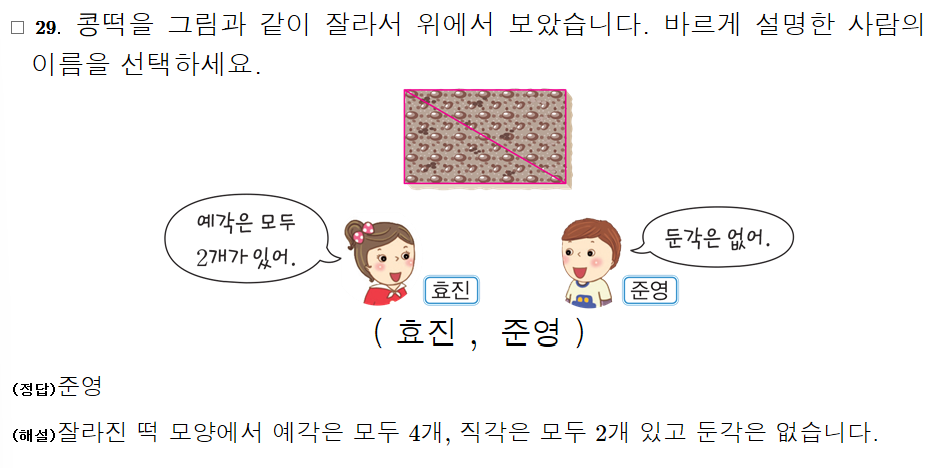 □ 29. 콩떡을 그림과 같이 잘라서 위에서 보았습니다. 바르게 설명한 사람의
이름을 선택하세요.
예각은 모두
2개가 있어.
둔각은 없어.
효진
준영
( 효진 , 준영 )
(정답)준영
(해설)잘라진 떡 모양에서 예각은 모두 4개, 직각은 모두 2개 있고 둔각은 없습니다.